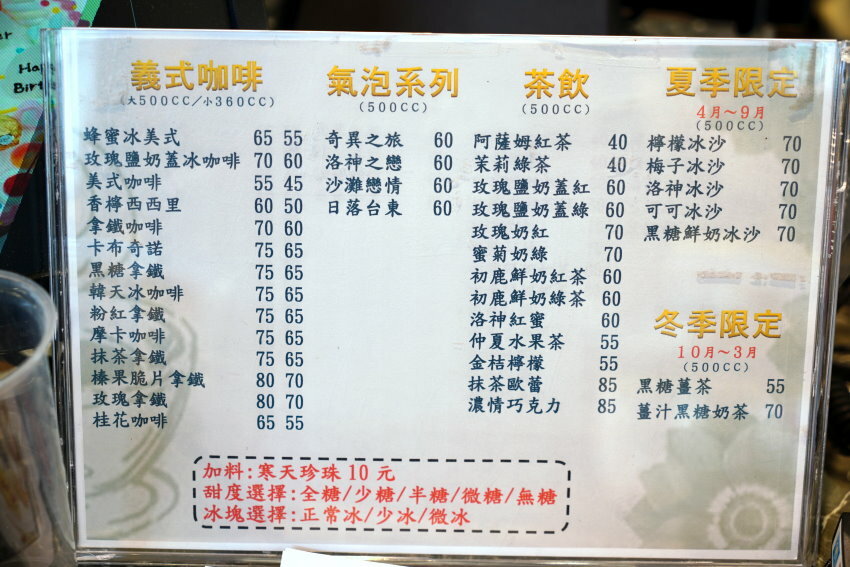 Happ
Birt
義式咖啡
(大500CC/小360CC)
蜂蜜冰美式 65 55
玫瑰鹽奶蓋冰咖啡 70 60
美式咖啡 55 45
香檸西西里 60 50
拿鐵咖啡 70 60
卡布奇諾 75 65
黑糖拿鐵 75 65
韓天冰咖啡 75 65
粉紅拿鐵 75 65
摩卡咖啡 75 65
抹茶拿鐵 75 65
榛果脆片拿鐵 80 70
玫瑰拿鐵 80 70
桂花咖啡 65 55
氣泡系列
(500CC)
奇異之旅 60
洛神之戀 60
沙灘戀情 60
日落台東 60
茶飲
(500CC)
阿薩姆紅茶 40
茉莉綠茶 40
玫瑰鹽奶蓋紅 60
玫瑰鹽奶蓋綠 60
玫瑰奶紅 70
蜜菊奶綠 70
初鹿鮮奶紅茶 60
初鹿鮮奶綠茶 60
洛神紅蜜 60
仲夏水果茶 55
金桔檸檬 55
抹茶歐蕾 85
濃情巧克力 85
夏季限定
4月～9月
(500CC)
檸檬冰沙 70
梅子冰沙 70
洛神冰沙 70
可可冰沙 70
黑糖鮮奶冰沙 70
冬季限定
10月～3月
(500CC)
黑糖薑茶 55
薑汁黑糖奶茶 70
加料:寒天珍珠10元
甜度選擇:全糖/少糖/半糖/微糖/無糖
冰塊選擇:正常冰/少冰/微冰